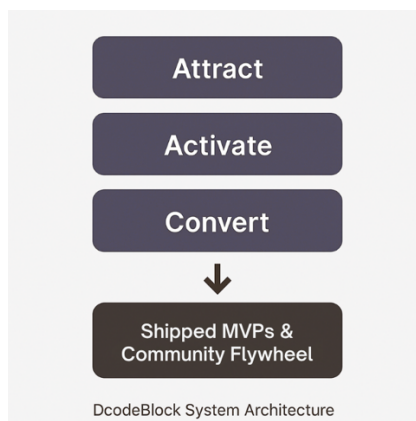 Attract
Activate
Convert
Shipped MVPs &
Community Flywheel
DcodeBlock System Architecture